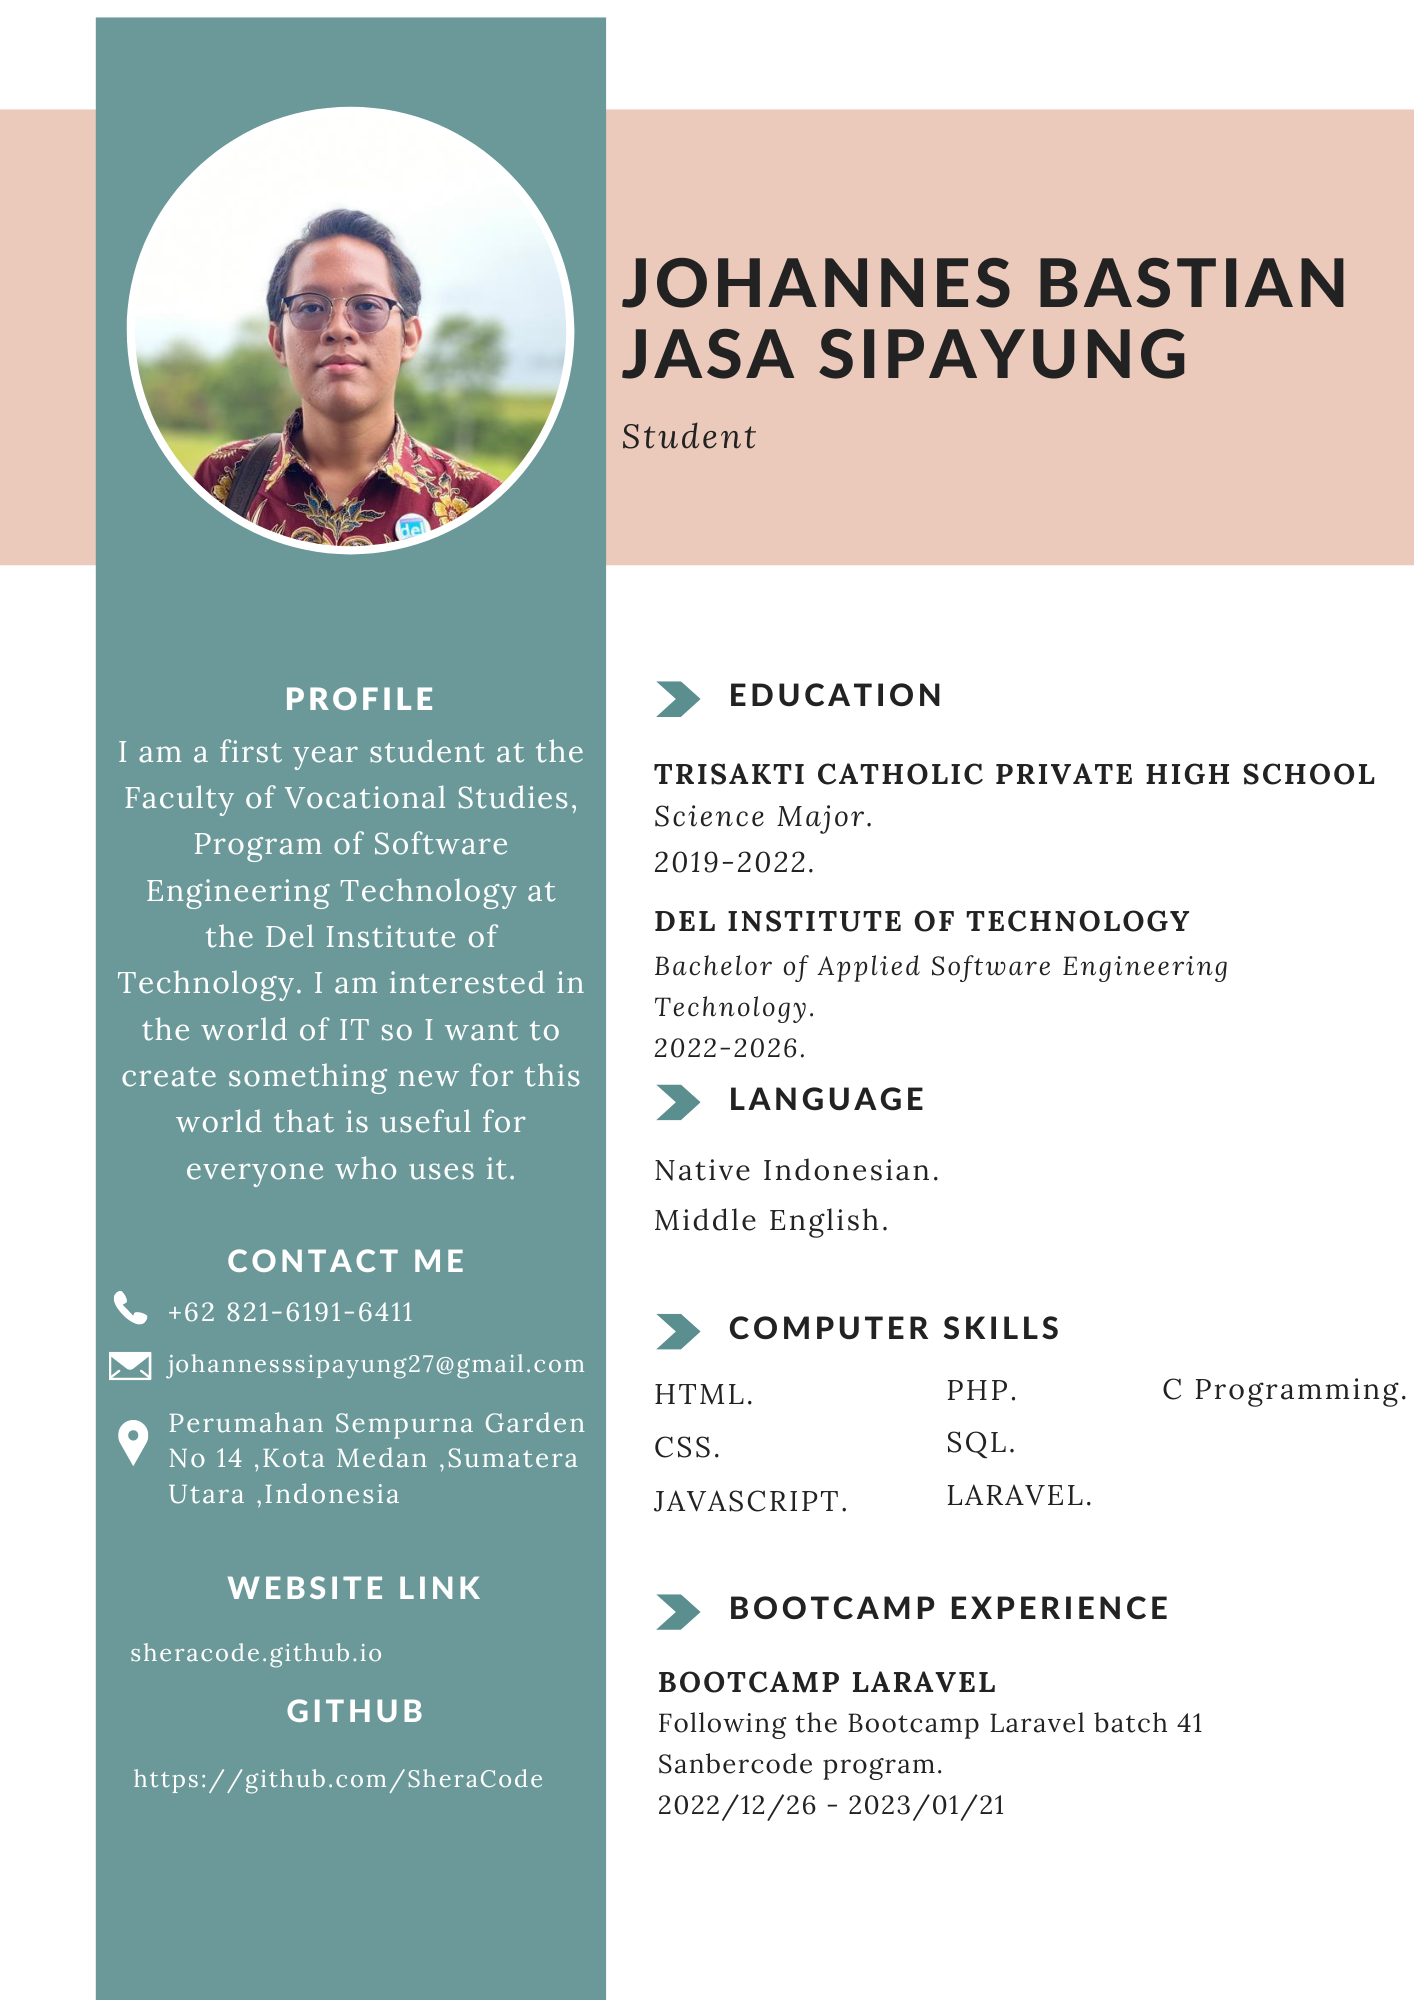 JOHANNES BASTIAN
JASA SIPAYUNG
Student
del
PROFILE
I am a first year student at the
Faculty of Vocational Studies,
Program of Software
Engineering Technology at
the Del Institute of
Technology. I am interested in
the world of IT so I want to
create something new for this
world that is useful for
everyone who uses it.
CONTACT ME
+62 821-6191-6411
johannesssipayung27@gmail.com
Perumahan Sempurna Garden
No 14 ,Kota Medan ,Sumatera
Utara ,Indonesia
WEBSITE LINK
sheracode.github.io
GITHUB
https://github.com/SheraCode
EDUCATION
TRISAKTI CATHOLIC PRIVATE HIGH SCHOOL
Science Major.
2019-2022.
DEL INSTITUTE OF TECHNOLOGY
Bachelor of Applied Software Engineering
Technology.
2022-2026.
LANGUAGE
Native Indonesian.
Middle English.
COMPUTER SKILLS
HTML.
CSS.
JAVASCRIPT.
PHP.
SQL.
LARAVEL.
C Programming.
BOOTCAMP EXPERIENCE
BOOTCAMP LARAVEL
Following the Bootcamp Laravel batch 41
Sanbercode program.
2022/12/26 - 2023/01/21